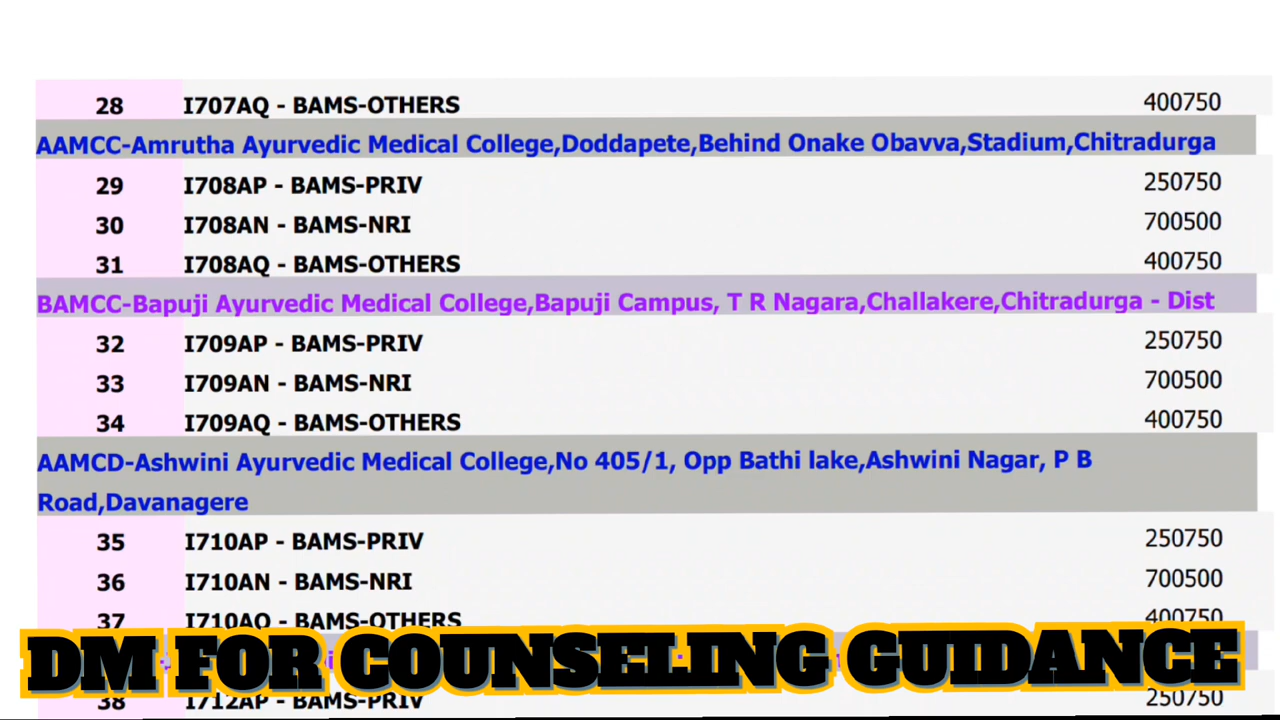 28 I707AQ - BAMS-OTHERS 400750
AAMCC-Amrutha Ayurvedic Medical College,Doddapete,Behind Onake Obavva,Stadium,Chitradurga
29 I708AP - BAMS-PRIV 250750
30 I708AN - BAMS-NRI 700500
31 I708AQ - BAMS-OTHERS 400750
BAMCC-Bapuji Ayurvedic Medical College,Bapuji Campus, T R Nagara,Challakere,Chitradurga - Dist
32 I709AP - BAMS-PRIV 250750
33 I709AN - BAMS-NRI 700500
34 I709AQ - BAMS-OTHERS 400750
AAMCD-Ashwini Ayurvedic Medical College,No 405/1, Opp Bathi lake,Ashwini Nagar, P B
Road,Davanagere
35 I710AP - BAMS-PRIV 250750
36 I710AN - BAMS-NRI 700500
37 I710AQ - BAMS-OTHERS 400750
DM FOR COUNSELING GUIDANCE
38 I712AP - BAMS-PRIV 250750